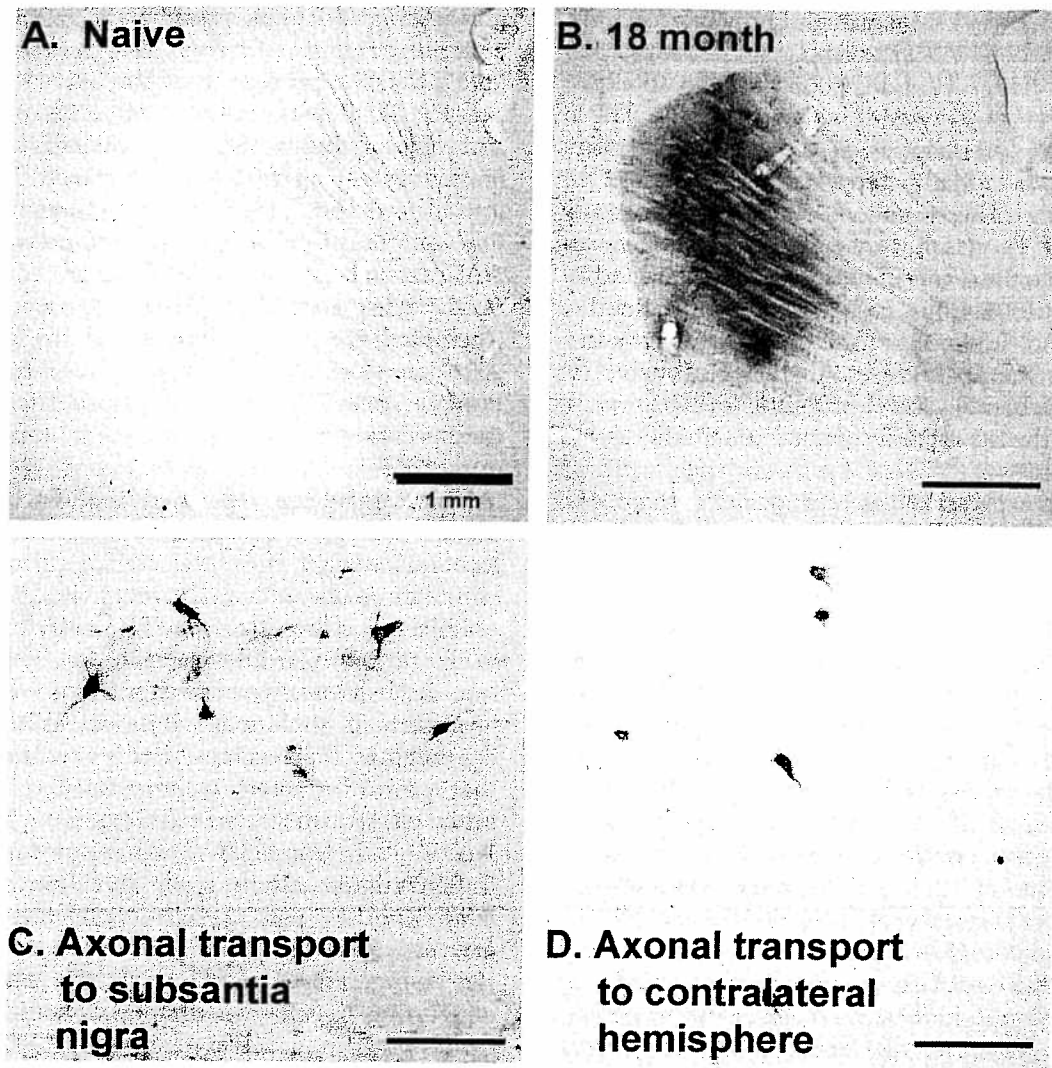 A. Naive
B. 18 month
1 mm
C. Axonal transport
to subsantia
nigra
D. Axonal transport
to contralateral
hemisphere